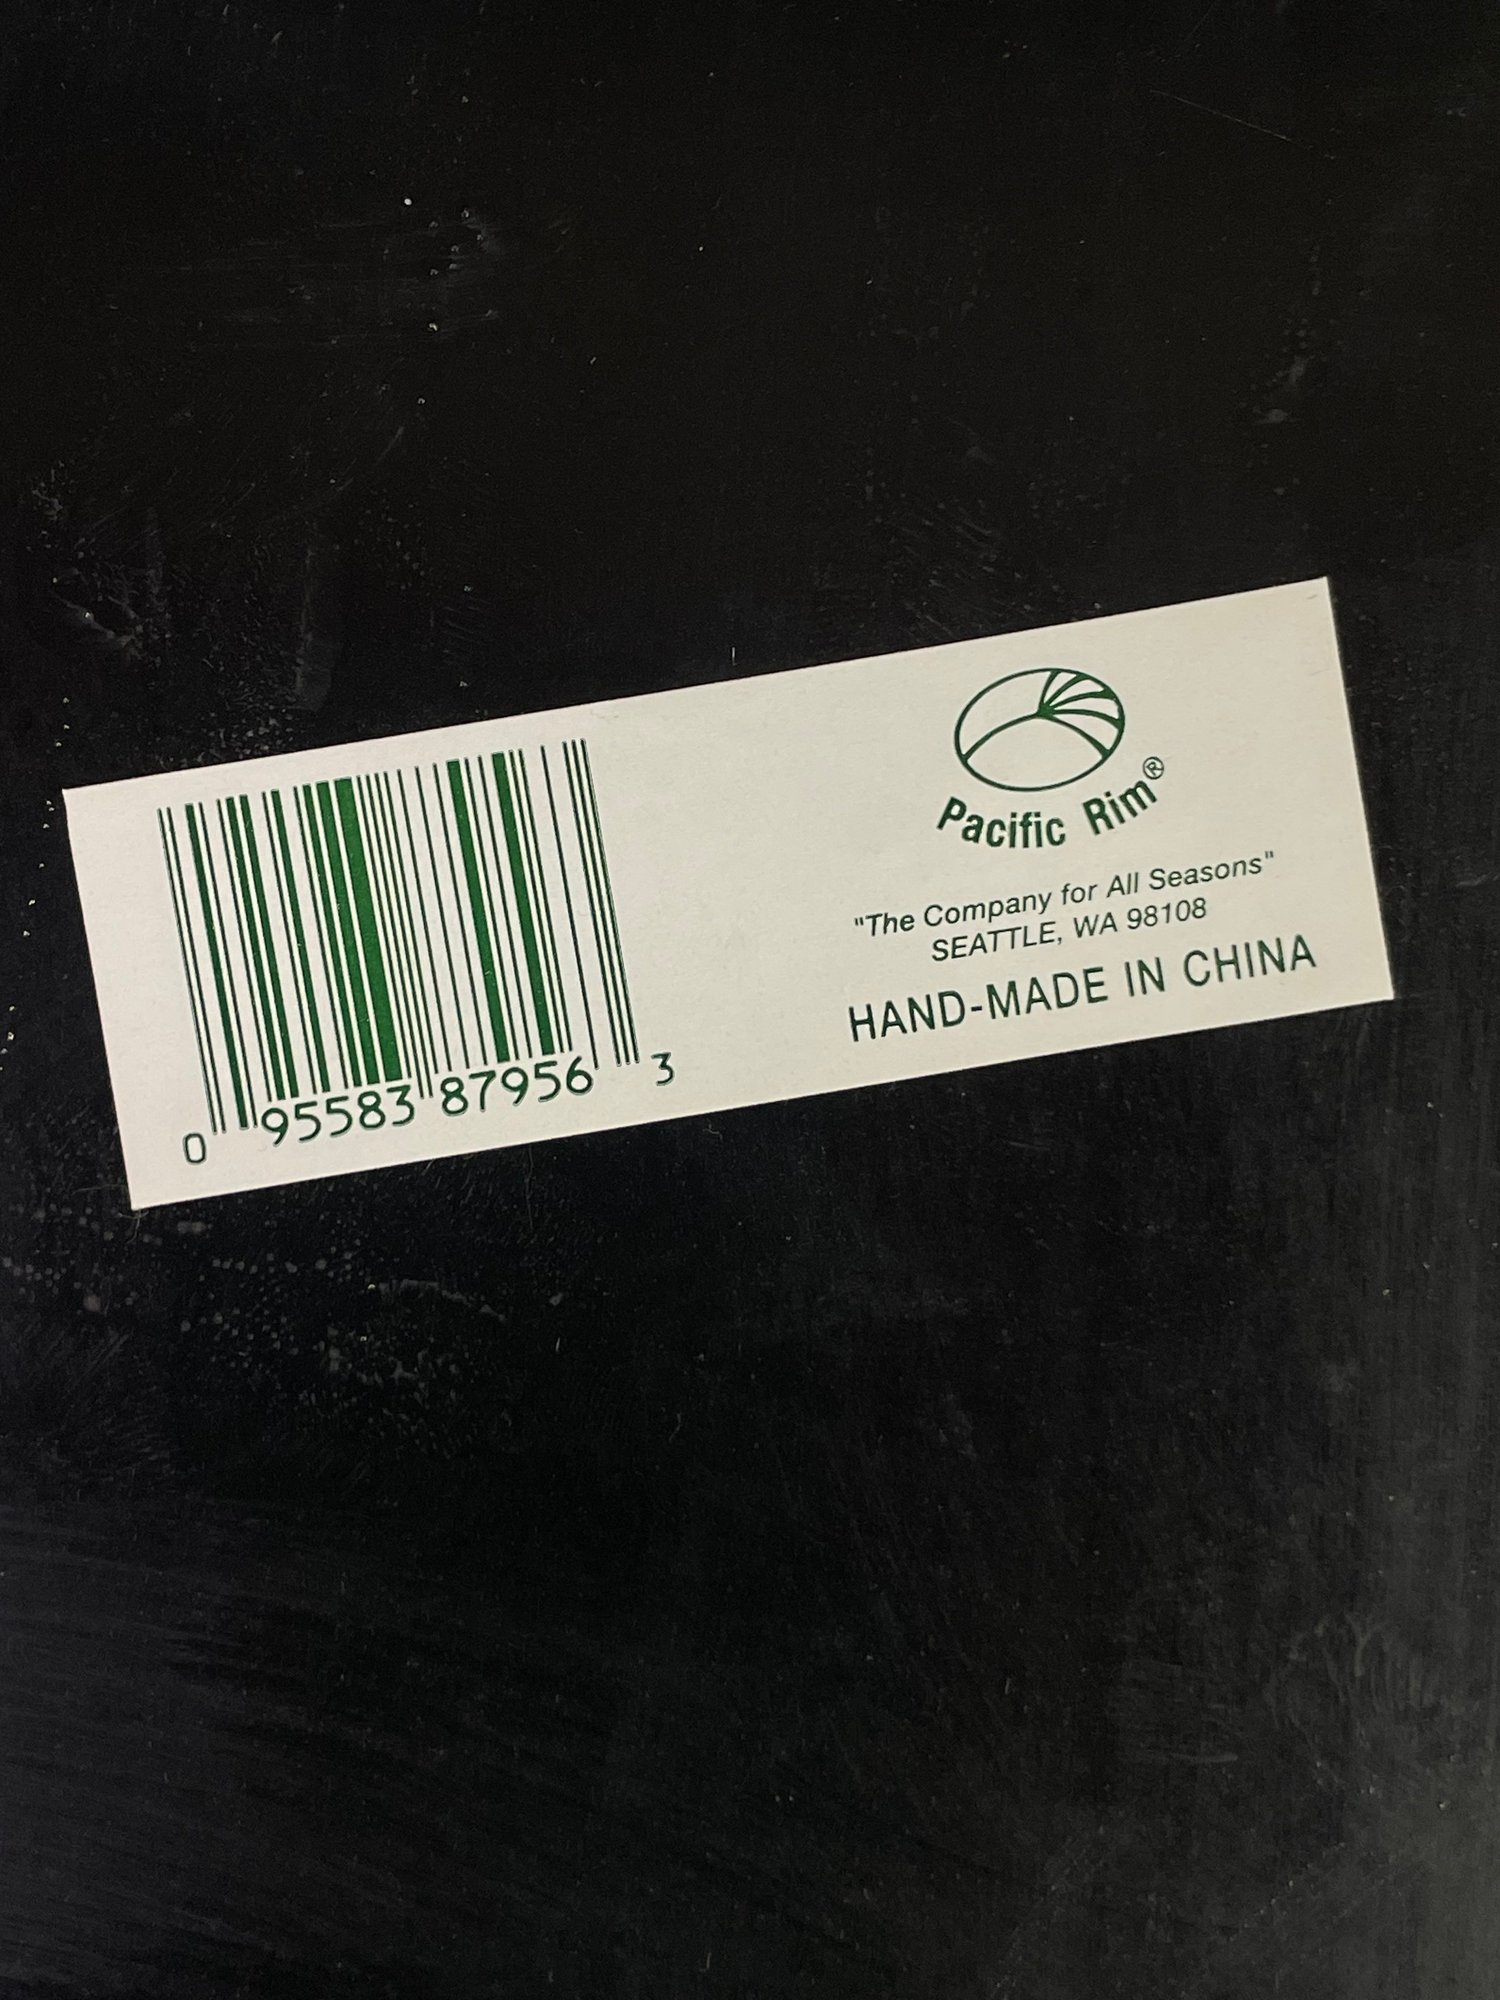 0 95583 87956 3
Pacific Rim®
"The Company for All Seasons"
SEATTLE, WA 98108
HAND-MADE IN CHINA